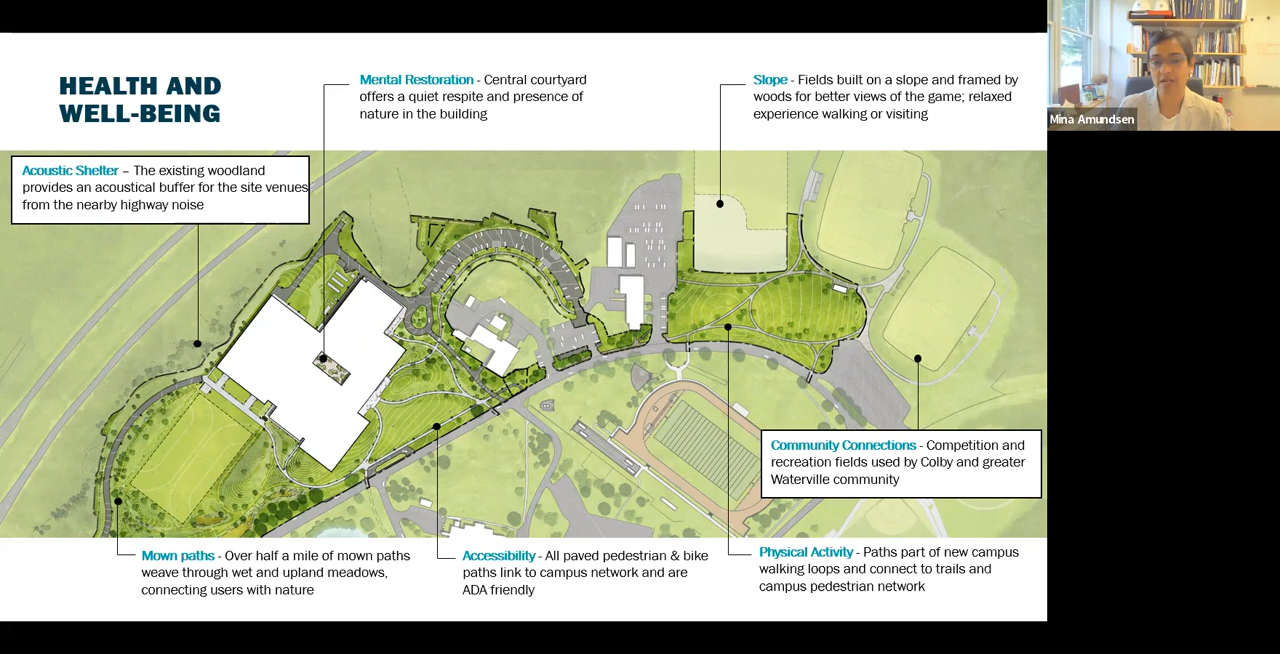 HEALTH AND
WELL-BEING
Mental Restoration - Central courtyard
offers a quiet respite and presence of
nature in the building
Slope - Fields built on a slope and framed by
woods for better views of the game; relaxed
experience walking or visiting
Mina Amundsen
Acoustic Shelter – The existing woodland
provides an acoustical buffer for the site venues
from the nearby highway noise
Community Connections - Competition and
recreation fields used by Colby and greater
Waterville community
Mown paths - Over half a mile of mown paths
weave through wet and upland meadows,
connecting users with nature
Accessibility - All paved pedestrian & bike
paths link to campus network and are
ADA friendly
Physical Activity - Paths part of new campus
walking loops and connect to trails and
campus pedestrian network